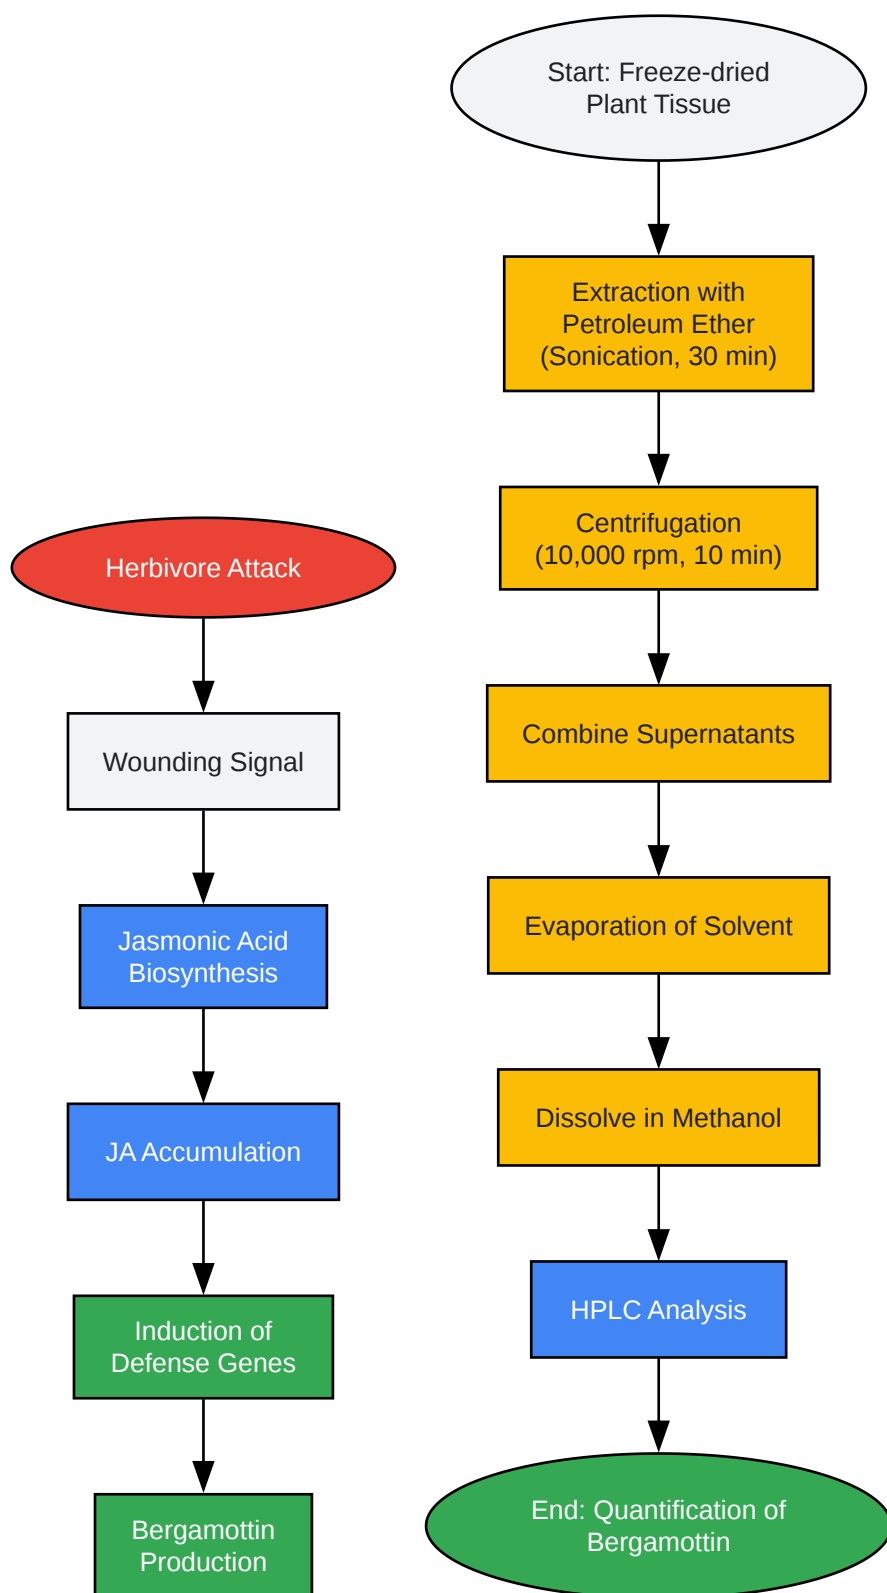 Start: Freeze-dried
Plant Tissue
Extraction with
Petroleum Ether
(Sonication, 30 min)
Centrifugation
(10,000 rpm, 10 min)
Combine Supernatants
Evaporation of Solvent
Dissolve in Methanol
HPLC Analysis
End: Quantification of
Bergamottin
Herbivore Attack
Wounding Signal
Jasmonic Acid
Biosynthesis
JA Accumulation
Induction of
Defense Genes
Bergamottin
Production